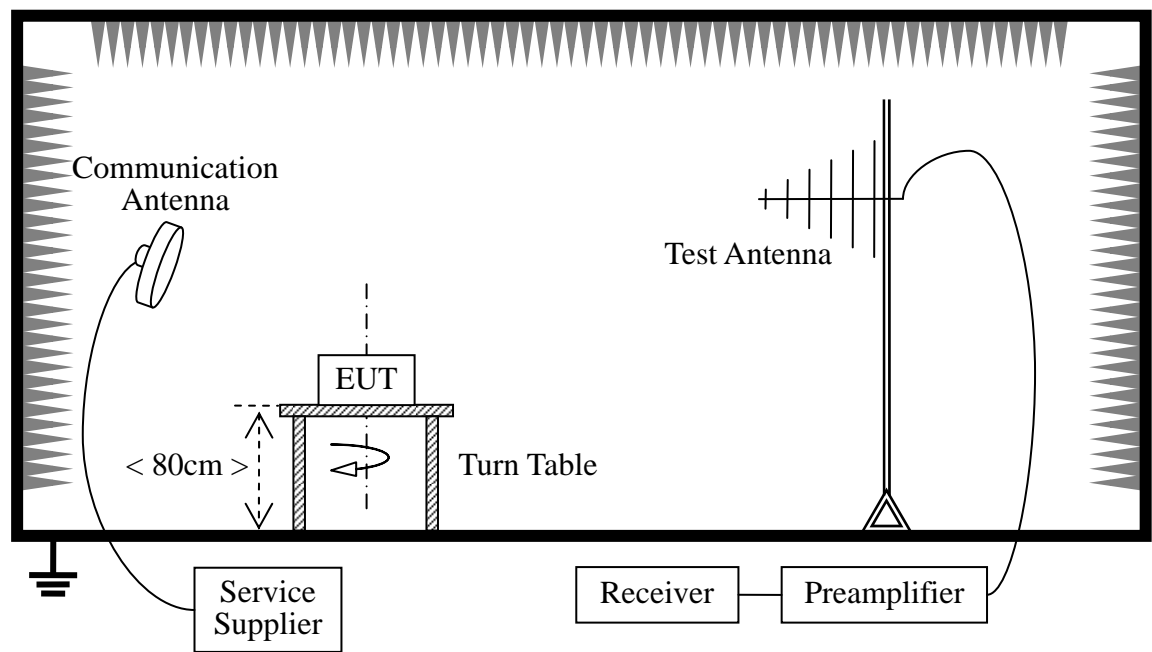 Communication
Antenna
Test Antenna
EUT
< 80cm >
Turn Table
Service
Supplier
Receiver
Preamplifier